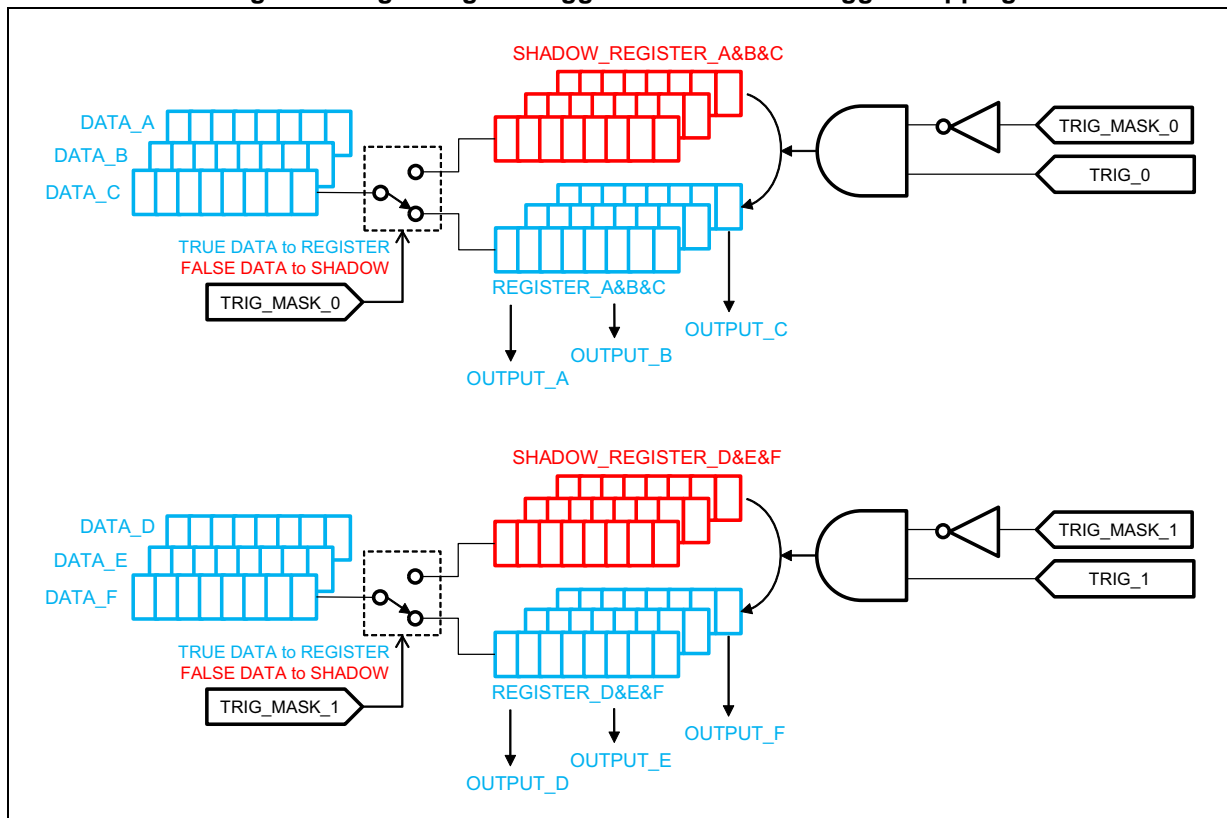 SHADOW_REGISTER_A&B&C
DATA_A
DATA_B
DATA_C
TRIG_MASK_0
TRIG_0
TRUE DATA to REGISTER
FALSE DATA to SHADOW
TRIG_MASK_0
REGISTER_A&B&C
OUTPUT_C
OUTPUT_B
OUTPUT_A
SHADOW_REGISTER_D&E&F
DATA_D
DATA_E
DATA_F
TRIG_MASK_1
TRIG_1
TRUE DATA to REGISTER
FALSE DATA to SHADOW
TRIG_MASK_1
REGISTER_D&E&F
OUTPUT_F
OUTPUT_E
OUTPUT_D